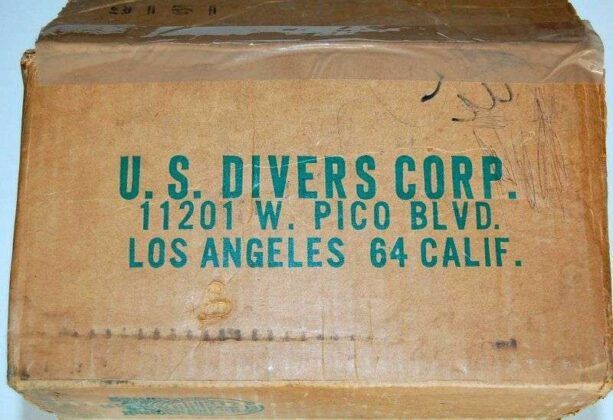 U. S. DIVERS CORP.
11201 W. PICO BLVD.
LOS ANGELES 64 CALIF.